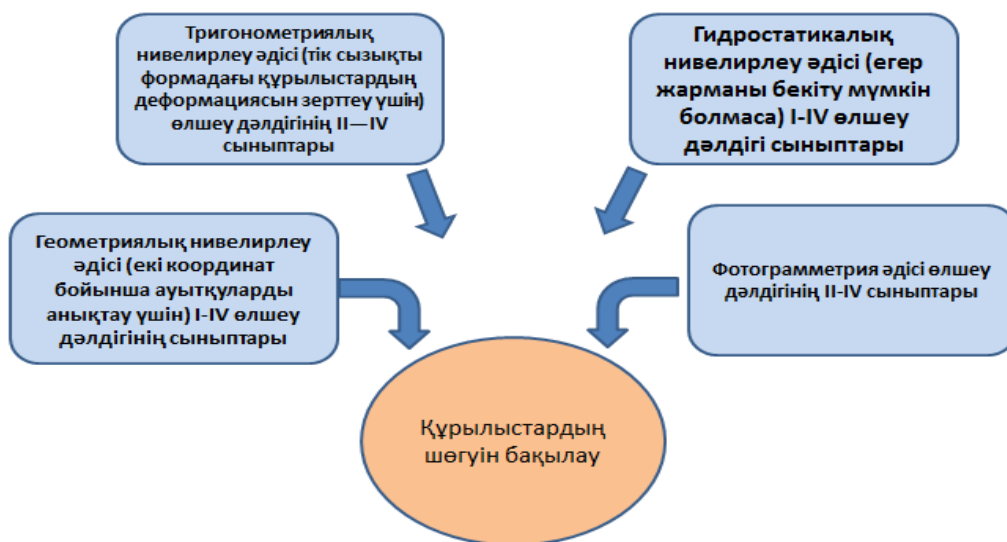 Тригонометриялық
нивелирлеу әдісі (тік сызықты
формадағы құрылыстардың
деформациясын зерттеу үшін)
өлшеу дәлдігінің II—IV
сыныптары
Гидростатикалық
нивелирлеу әдісі (егер
жарманы бекіту мүмкін
болмаса) I-IV өлшеу
дәлдігі сыныптары
Геометриялық нивелирлеу
әдісі (екі координат
бойынша ауытқуларды
анықтау үшін) I-IV өлшеу
дәлдігінің сыныптары
Фотограмметрия әдісі өлшеу
дәлдігінің II-IV сыныптары
Құрылыстардың
шөгуін бақылау